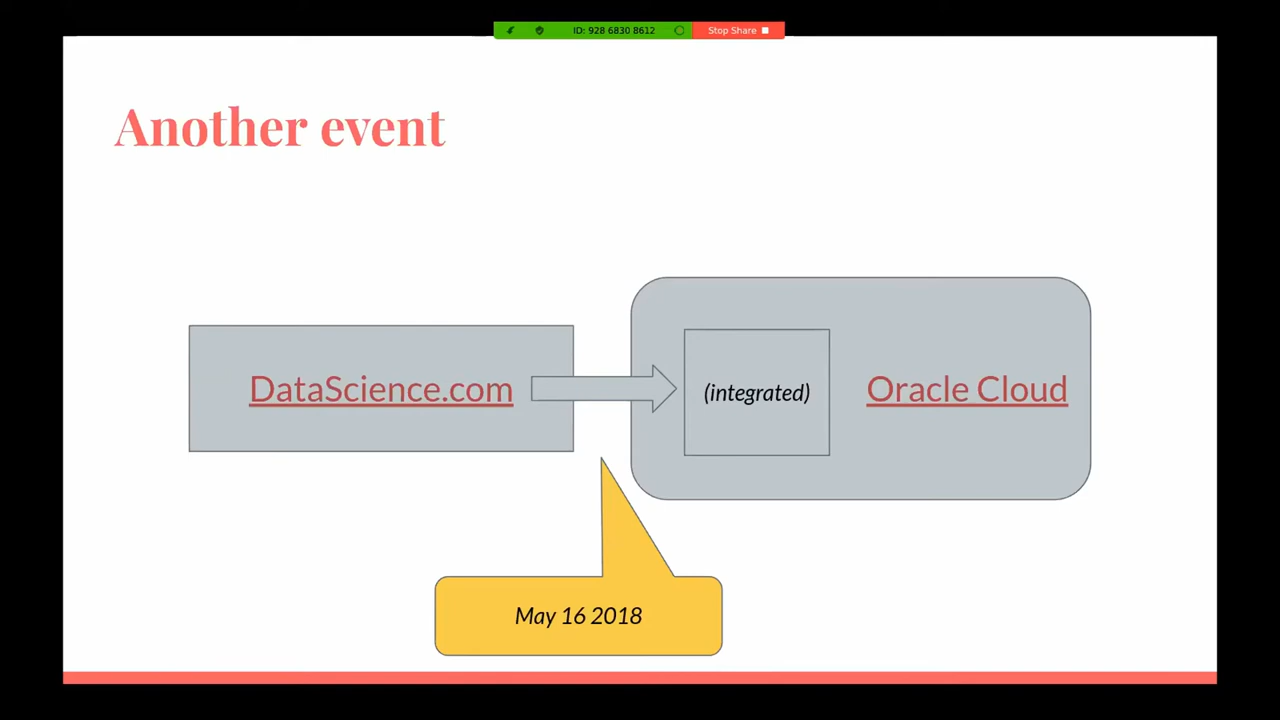 ID: 928 6830 8612 Stop Share
Another event
DataScience.com
(integrated)
Oracle Cloud
May 16 2018